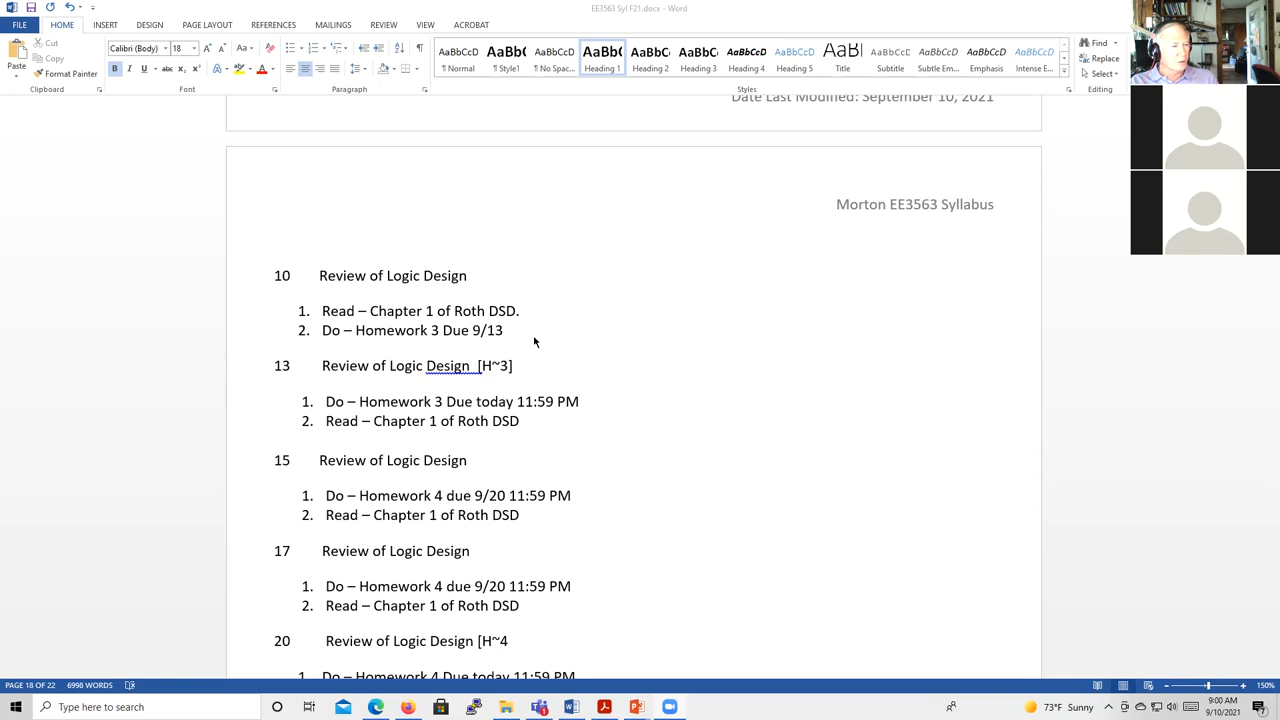 EE3563 Syl F21.docx - Word
FILE HOME INSERT DESIGN PAGE LAYOUT REFERENCES MAILINGS REVIEW VIEW ACROBAT
Cut
Copy
Format Painter
Paste
Clipboard
Calibri (Body) 18
Font
Paragraph
AaBbCcD AaBb( AaBbCcD AaBb( AaBbC AaBbC AaBbCcD AaBbCcD AaBl AaBbCcD AaBbCcD AaBbCcD AaBbCcD
¶ Normal ¶ Style1 ¶ No Spac... Heading 1 Heading 2 Heading 3 Heading 4 Heading 5 Title Subtitle Subtle Em... Emphasis Intense E...
Styles
Find
Replace
Select
Editing
Date Last Modified: September 10, 2021
Morton EE3563 Syllabus
10 Review of Logic Design
1. Read – Chapter 1 of Roth DSD.
2. Do – Homework 3 Due 9/13
13 Review of Logic Design [H~3]
1. Do – Homework 3 Due today 11:59 PM
2. Read – Chapter 1 of Roth DSD
15 Review of Logic Design
1. Do – Homework 4 due 9/20 11:59 PM
2. Read – Chapter 1 of Roth DSD
17 Review of Logic Design
1. Do – Homework 4 due 9/20 11:59 PM
2. Read – Chapter 1 of Roth DSD
20 Review of Logic Design [H~4
1. Do – Homework 4 Due today 11:59 PM
PAGE 18 OF 22 6998 WORDS 150%
Type here to search
73°F Sunny
9:00 AM
9/10/2021